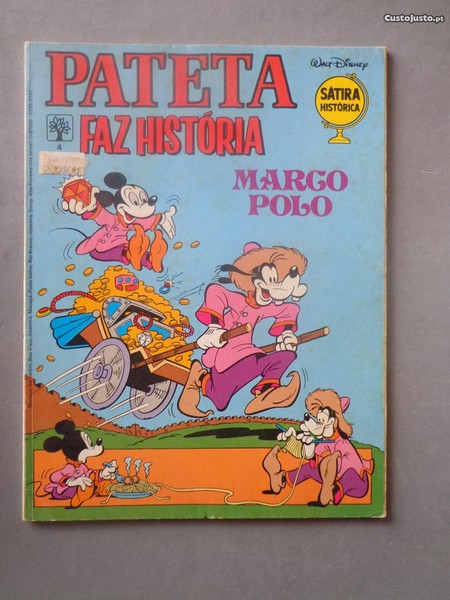 CustoJusto.pt
WALT DISNEY
PATETA
FAZ HISTÓRIA
SÁTIRA
HISTÓRICA
4
MARCO
POLO